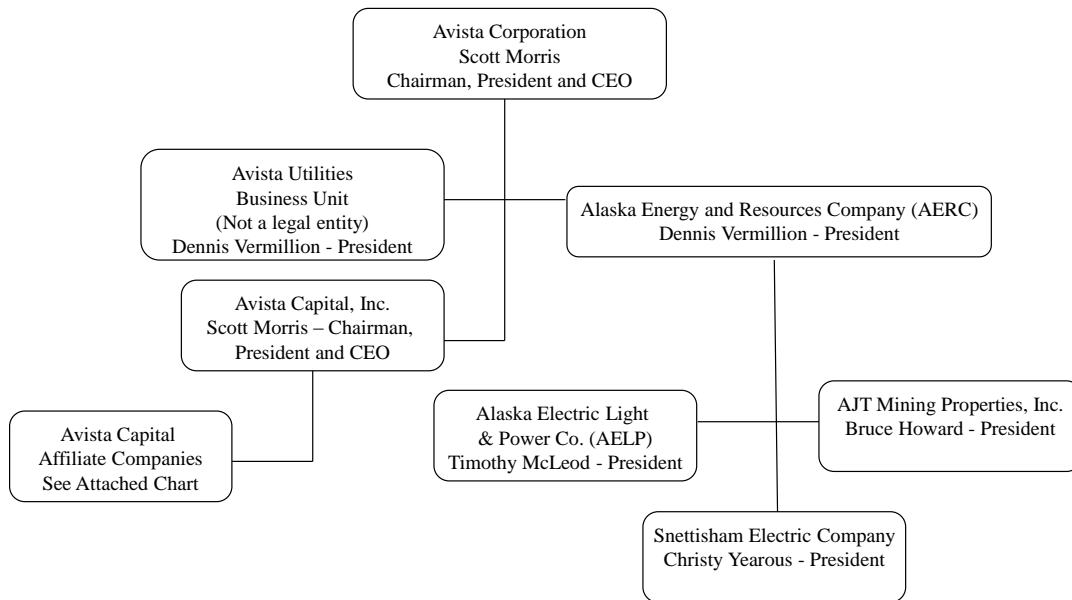 Avista Corporation
Scott Morris
Chairman, President and CEO
Avista Utilities
Business Unit
(Not a legal entity)
Dennis Vermillion - President
Alaska Energy and Resources Company (AERC)
Dennis Vermillion - President
Avista Capital, Inc.
Scott Morris – Chairman,
President and CEO
Alaska Electric Light
& Power Co. (AELP)
Timothy McLeod - President
AJT Mining Properties, Inc.
Bruce Howard - President
Avista Capital
Affiliate Companies
See Attached Chart
Snettisham Electric Company
Christy Yearous - President